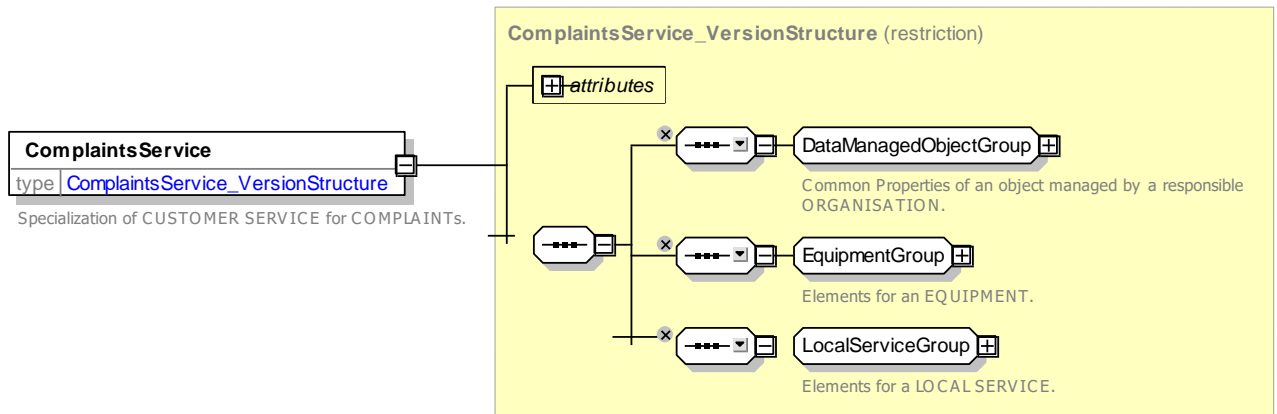 ComplaintsService_VersionStructure (restriction)
attributes
ComplaintsService
type ComplaintsService_VersionStructure
Specialization of CUSTOMER SERVICE for COMPLAINTs.
DataManagedObjectGroup
Common Properties of an object managed by a responsible
ORGANISATION.
EquipmentGroup
Elements for an EQUIPMENT.
LocalServiceGroup
Elements for a LOCAL SERVICE.